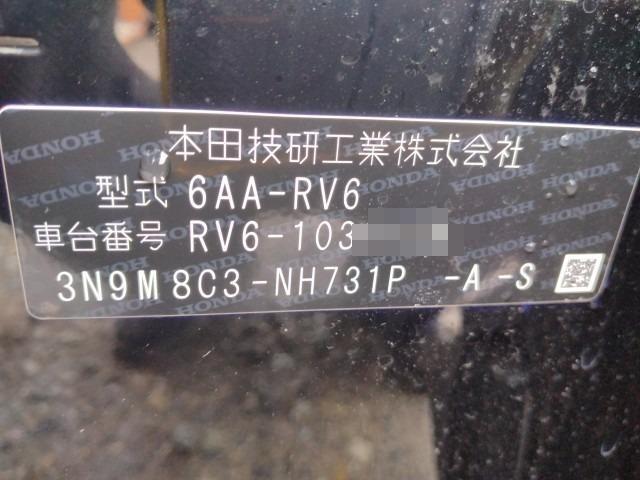 本田技研工業株式会社
型式 6AA-RV6
車台番号 RV6-103
3N9M8C3-NH731P -A -S